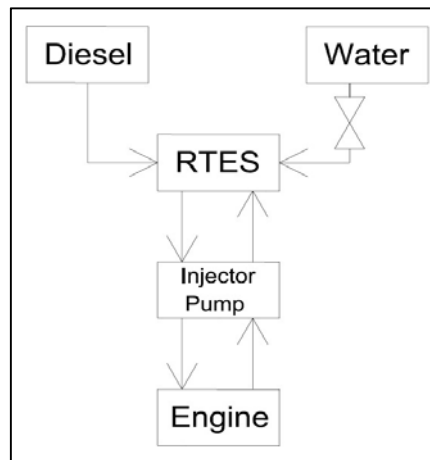 Diesel
Water
RTES
Injector
Pump
Engine